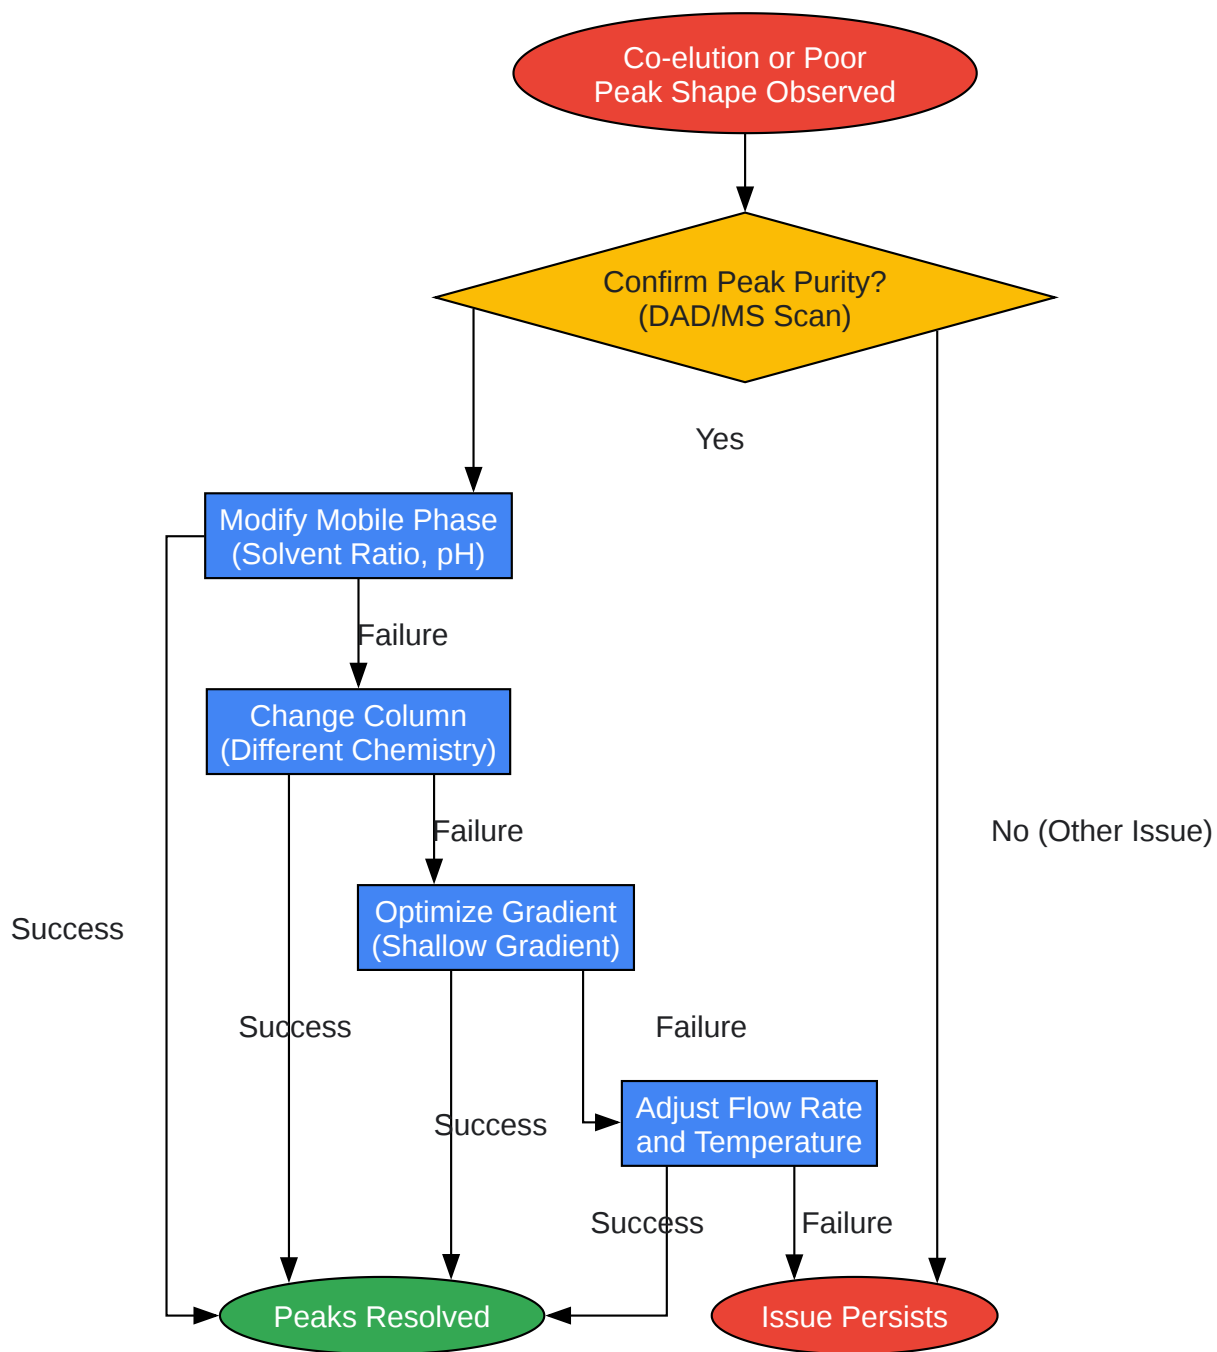 Co-elution or Poor
Peak Shape Observed
Confirm Peak Purity?
(DAD/MS Scan)
Yes
Modify Mobile Phase
(Solvent Ratio, pH)
Failure
Change Column
(Different Chemistry)
Failure
No (Other Issue)
Optimize Gradient
(Shallow Gradient)
Success
Success
Failure
Adjust Flow Rate
and Temperature
Success
Success
Failure
Peaks Resolved
Issue Persists